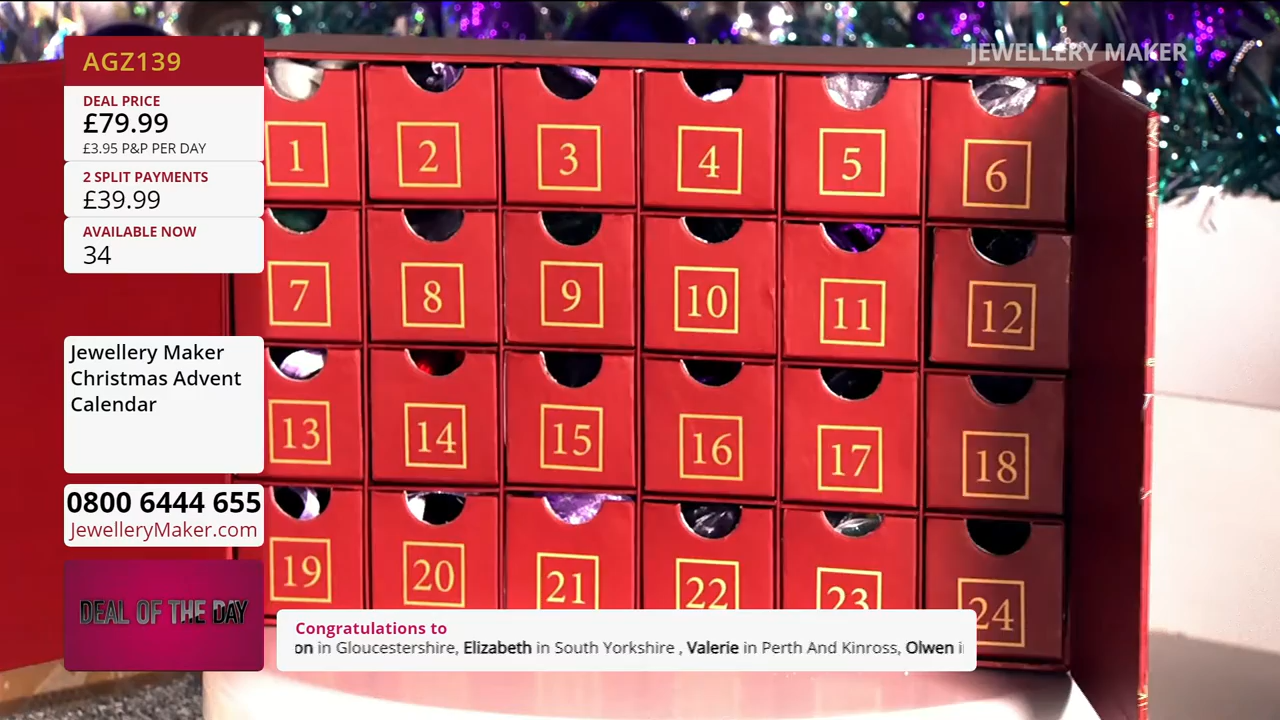 JEWELLERY MAKER
AGZ139
DEAL PRICE
£79.99
£3.95 P&P PER DAY
2 SPLIT PAYMENTS
£39.99
AVAILABLE NOW
34
Jewellery Maker
Christmas Advent
Calendar
0800 6444 655
JewelleryMaker.com
DEAL OF THE DAY
1 2 3 4 5 6
7 8 9 10 11 12
13 14 15 16 17 18
19 20 21 22 23 24
Congratulations to
on in Gloucestershire, Elizabeth in South Yorkshire , Valerie in Perth And Kinross, Olwen i